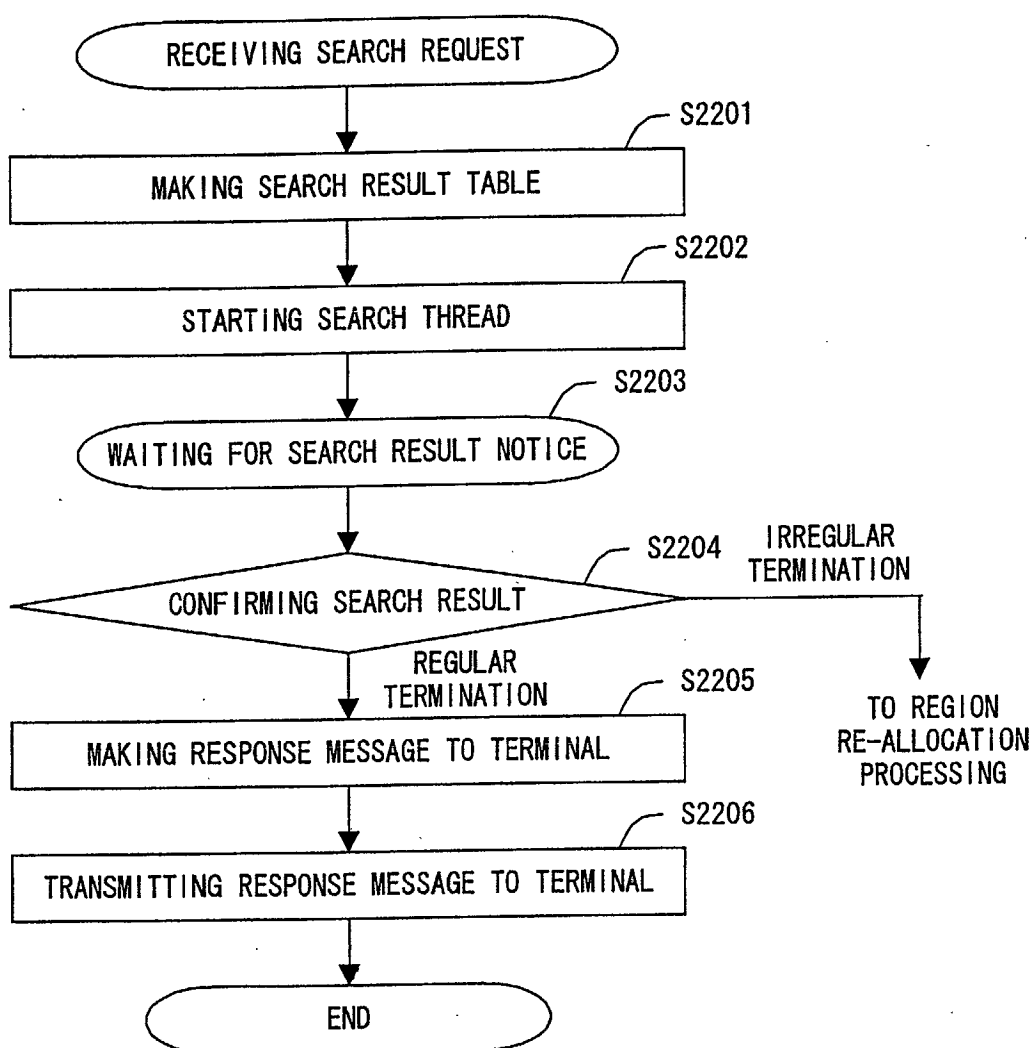 RECEIVING SEARCH REQUEST
S2201
MAKING SEARCH RESULT TABLE
S2202
STARTING SEARCH THREAD
S2203
WAITING FOR SEARCH RESULT NOTICE
S2204
IRREGULAR
TERMINATION
CONFIRMING SEARCH RESULT
REGULAR
TERMINATION
S2205
TO REGION
RE-ALLOCATION
PROCESSING
MAKING RESPONSE MESSAGE TO TERMINAL
S2206
TRANSMITTING RESPONSE MESSAGE TO TERMINAL
END